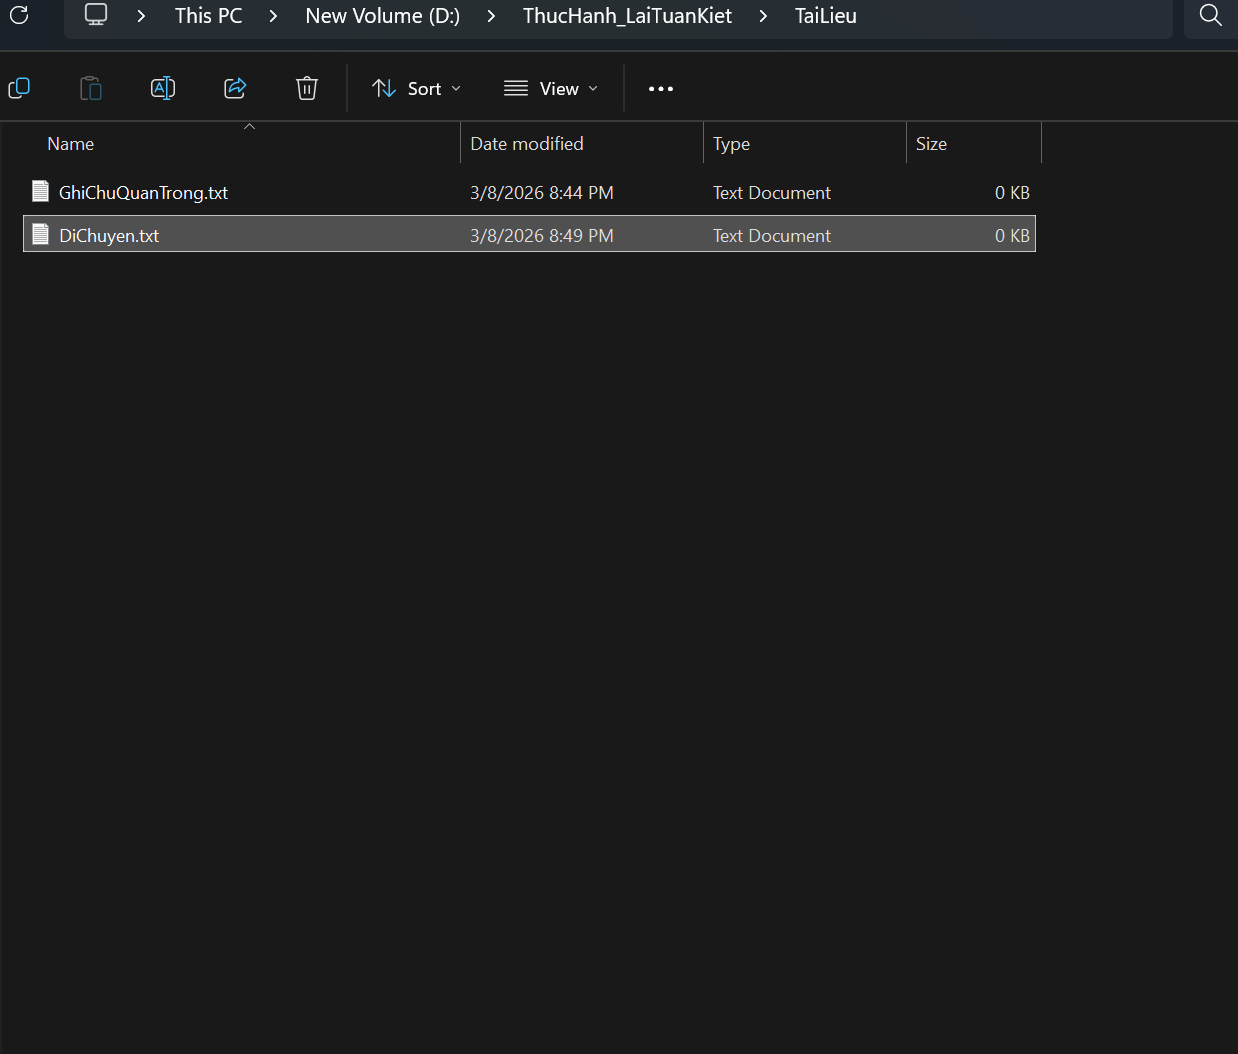 This PC > New Volume (D:) > ThucHanh_LaiTuanKiet > TaiLieu
Sort View
Name Date modified Type Size
GhiChuQuanTrong.txt 3/8/2026 8:44 PM Text Document 0 KB
DiChuyen.txt 3/8/2026 8:49 PM Text Document 0 KB